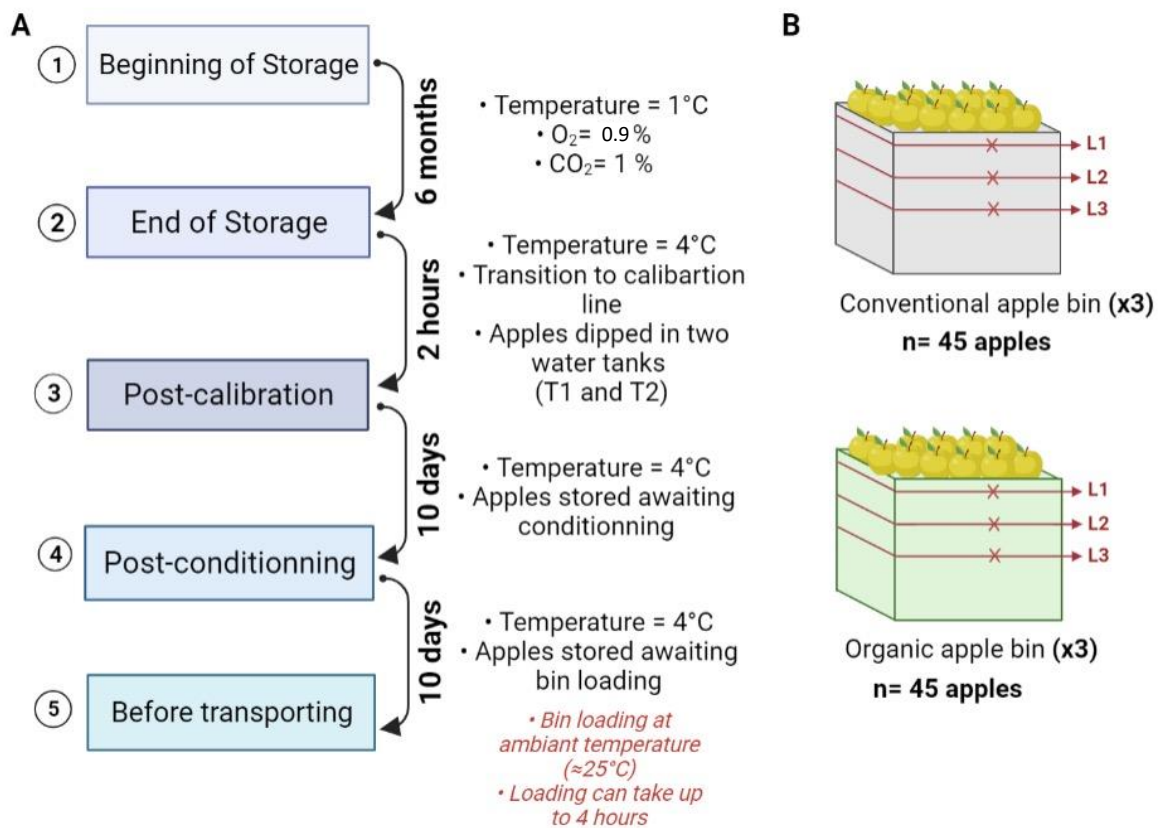 A
1
Beginning of Storage
6 months
• Temperature = 1°C
• O₂= 0.9 %
• CO₂= 1 %
2
End of Storage
2 hours
• Temperature = 4°C
• Transition to calibartion
line
• Apples dipped in two
water tanks
(T1 and T2)
3
Post-calibration
10 days
• Temperature = 4°C
• Apples stored awaiting
conditionning
4
Post-conditionning
10 days
• Temperature = 4°C
• Apples stored awaiting
bin loading
5
Before transporting
• Bin loading at
ambiant temperature
(≈25°C)
• Loading can take up
to 4 hours
B
L1
L2
L3
Conventional apple bin (x3)
n= 45 apples
L1
L2
L3
Organic apple bin (x3)
n= 45 apples